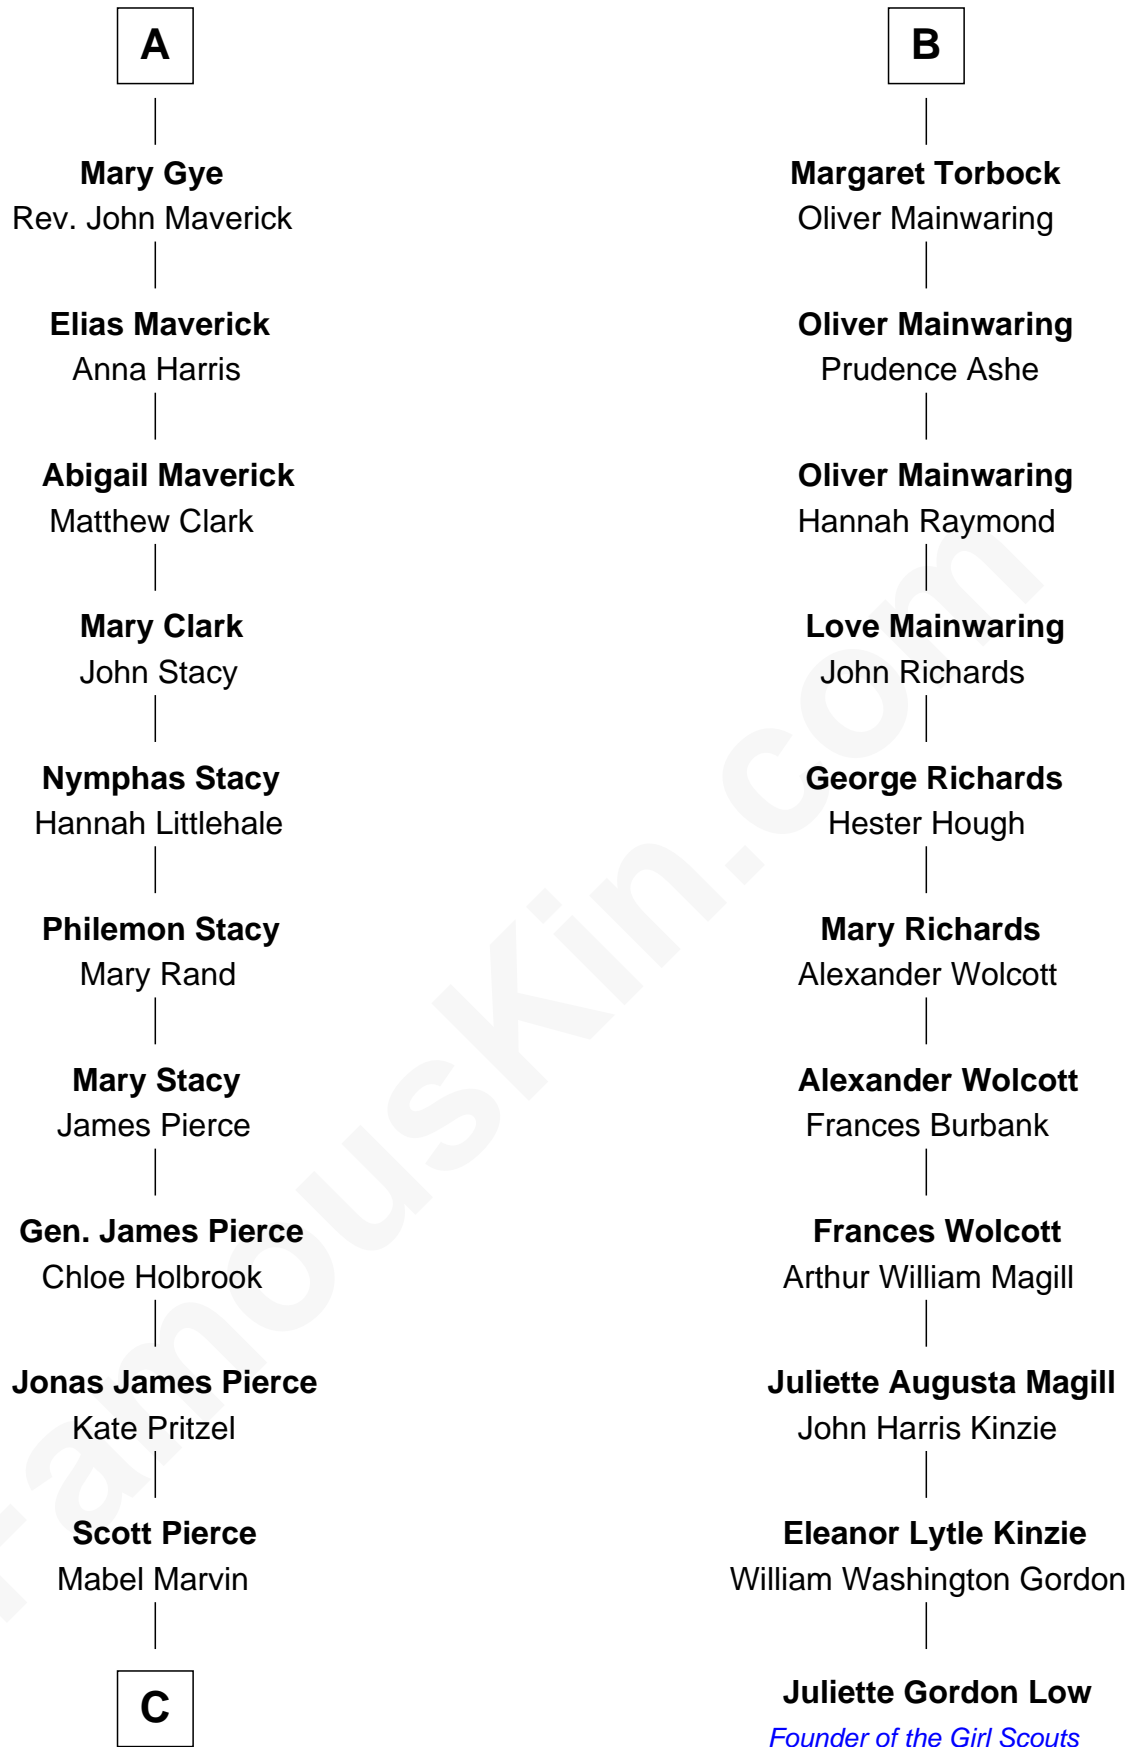 A
Mary Gye
Rev. John Maverick
Elias Maverick
Anna Harris
Abigail Maverick
Matthew Clark
Mary Clark
John Stacy
Nymphas Stacy
Hannah Littlehale
Philemon Stacy
Mary Rand
Mary Stacy
James Pierce
Gen. James Pierce
Chloe Holbrook
Jonas James Pierce
Kate Pritzel
Scott Pierce
Mabel Marvin
C
B
Margaret Torbock
Oliver Mainwaring
Oliver Mainwaring
Prudence Ashe
Oliver Mainwaring
Hannah Raymond
Love Mainwaring
John Richards
George Richards
Hester Hough
Mary Richards
Alexander Wolcott
Alexander Wolcott
Frances Burbank
Frances Wolcott
Arthur William Magill
Juliette Augusta Magill
John Harris Kinzie
Eleanor Lytle Kinzie
William Washington Gordon
Juliette Gordon Low
Founder of the Girl Scouts
FamousKin.com